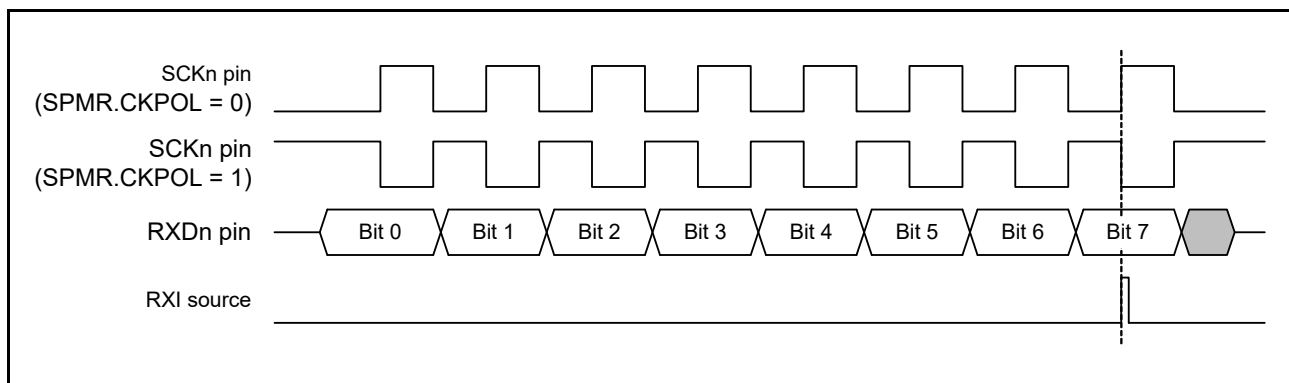 SCKn pin
(SPMR.CKPOL = 0)
SCKn pin
(SPMR.CKPOL = 1)
RXDn pin
Bit 0
Bit 1
Bit 2
Bit 3
Bit 4
Bit 5
Bit 6
Bit 7
RXI source